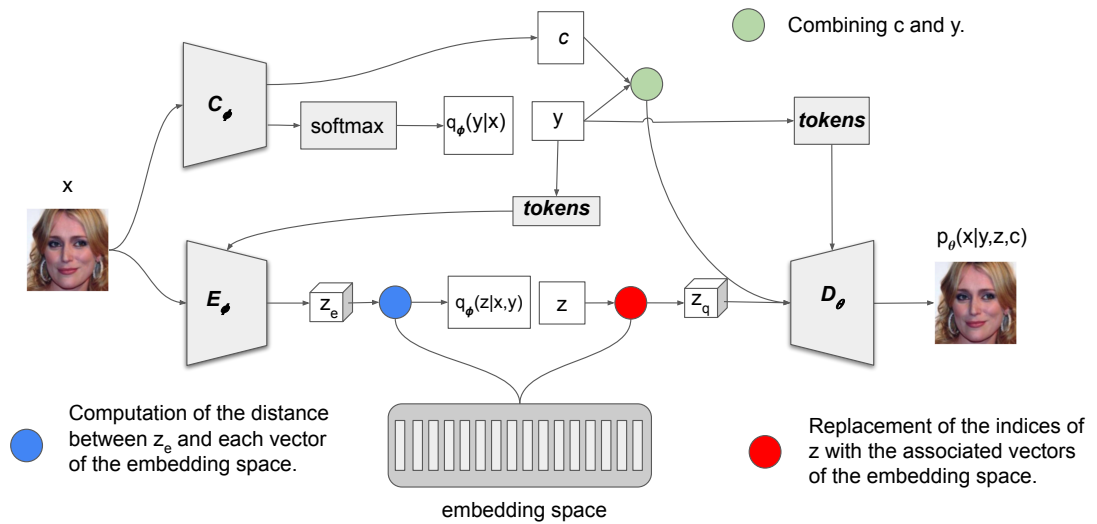 c
Combining c and y.
C_ϕ
softmax
q_ϕ(y|x)
y
tokens
x
tokens
p_θ(x|y,z,c)
E_ϕ
z_e
q_ϕ(z|x,y)
z
z_q
D_θ
Computation of the distance
between z_e and each vector
of the embedding space.
Replacement of the indices of
z with the associated vectors
of the embedding space.
embedding space